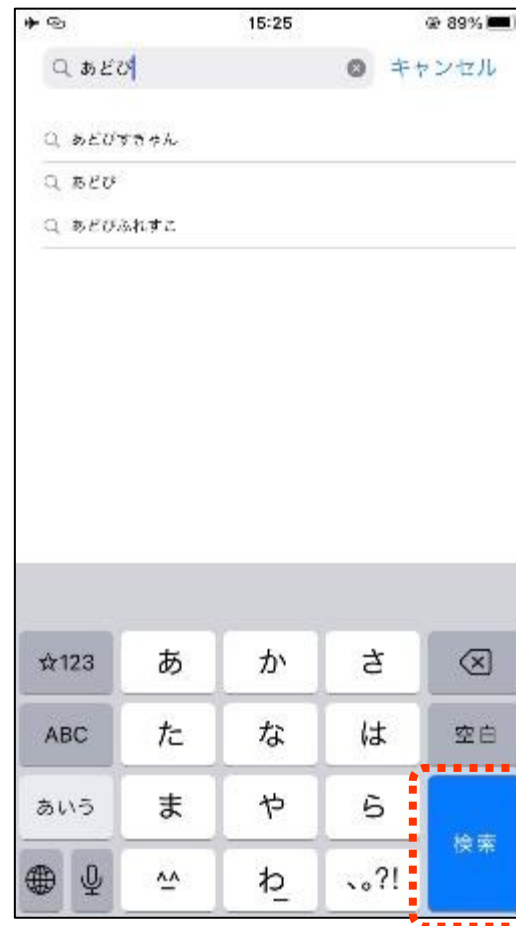 15:25 89%
あどび キャンセル
あどびすきゃん
あどび
あどびふれすこ
☆123 あ か さ
ABC た な は 空白
あいう ま や ら 検索
^^ わ_ 、。?!